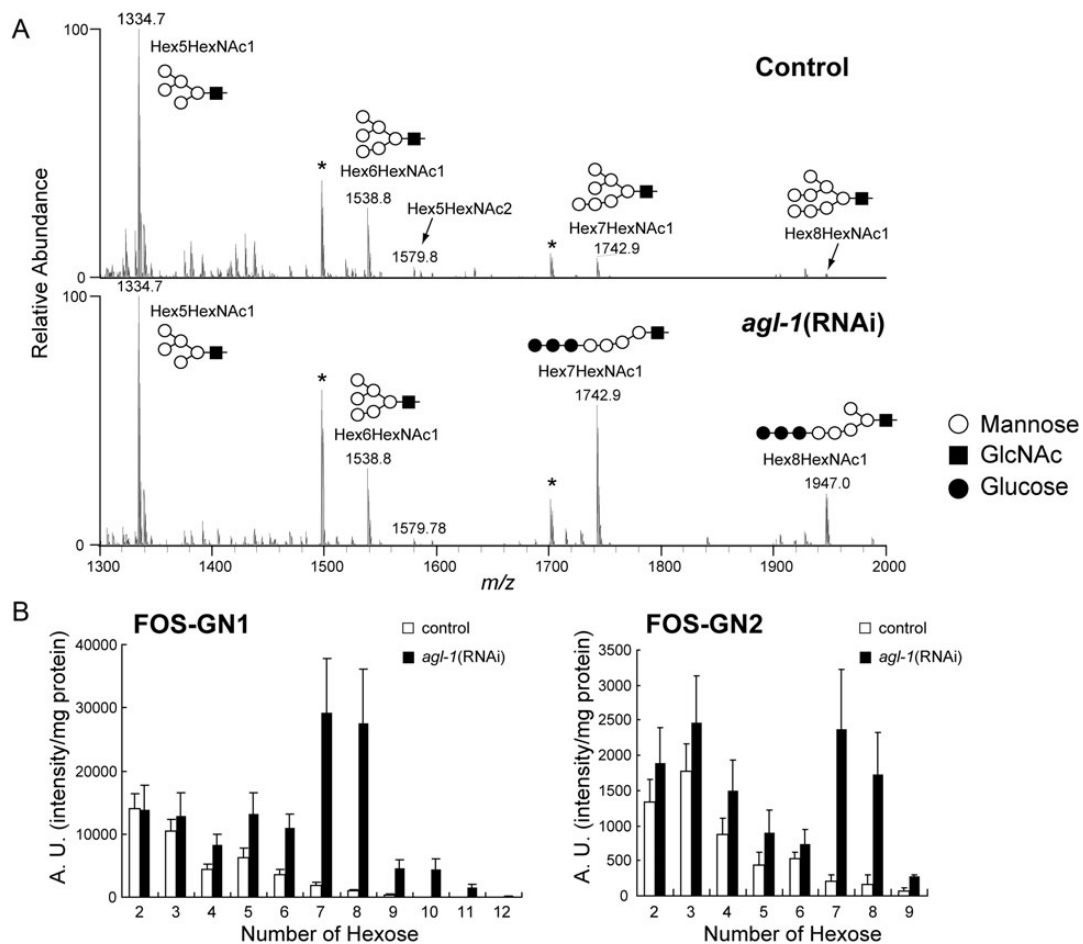 A
100
1334.7
Hex5HexNAc1
Control
*
Hex6HexNAc1
1538.8
Hex5HexNAc2
1579.8
*
Hex7HexNAc1
1742.9
Hex8HexNAc1
0
Relative Abundance
100
1334.7
Hex5HexNAc1
agl-1(RNAi)
*
Hex6HexNAc1
1538.8
1579.78
*
Hex7HexNAc1
1742.9
Hex8HexNAc1
1947.0
Mannose
GlcNAc
Glucose
0
1300 1400 1500 1600 1700 1800 1900 2000
m/z
B
FOS-GN1
control
agl-1(RNAi)
A. U. (intensity/mg protein)
40000
30000
20000
10000
0
2 3 4 5 6 7 8 9 10 11 12
Number of Hexose
FOS-GN2
control
agl-1(RNAi)
A. U. (intensity/mg protein)
3500
3000
2500
2000
1500
1000
500
0
2 3 4 5 6 7 8 9
Number of Hexose